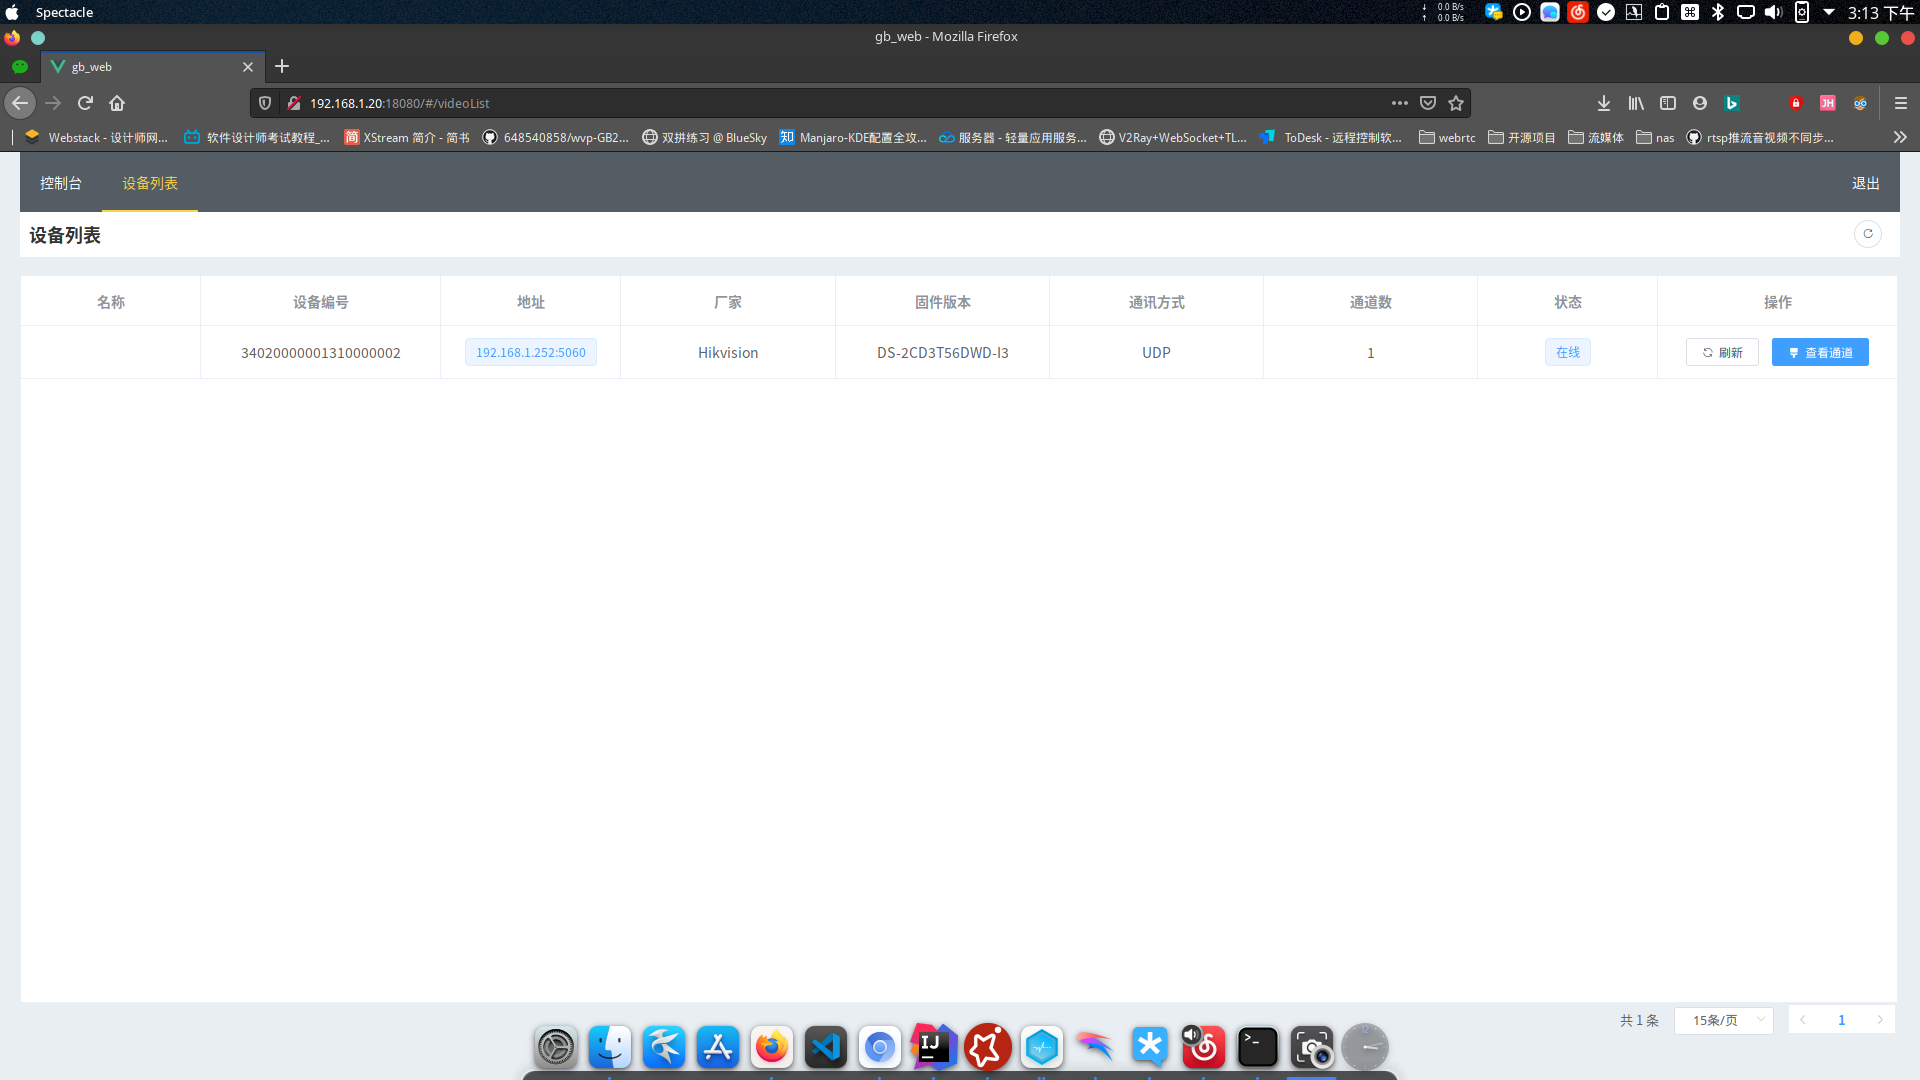 Spectacle
0.0 B/s
0.0 B/s
3:13 下午
gb_web - Mozilla Firefox
gb_web
192.168.1.20:18080/#/videoList
Webstack - 设计师网...
软件设计师考试教程_...
简
XStream 简介 - 简书
648540858/wvp-GB2...
双拼练习 @ BlueSky
知
Manjaro-KDE配置全攻...
服务器 - 轻量应用服务...
V2Ray+WebSocket+TL...
ToDesk - 远程控制软...
webrtc
开源项目
流媒体
nas
rtsp推流音视频不同步...
JH
控制台
设备列表
退出
设备列表
名称
设备编号
地址
厂家
固件版本
通讯方式
通道数
状态
操作
34020000001310000002
192.168.1.252:5060
Hikvision
DS-2CD3T56DWD-I3
UDP
1
在线
刷新
查看通道
共 1 条
15条/页
1
IJ
12